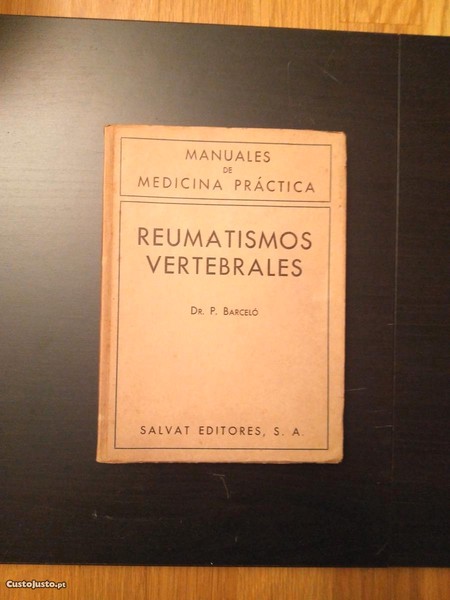 MANUALES
DE
MEDICINA PRÁCTICA
REUMATISMOS
VERTEBRALES
DR. P. BARCELÓ
SALVAT EDITORES, S. A.
CustoJusto.pt